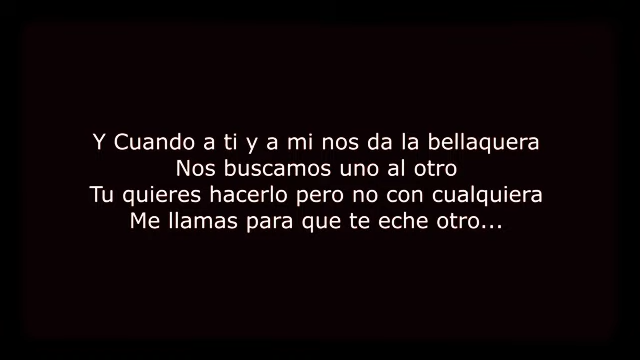 Y Cuando a ti y a mi nos da la bellaquera
Nos buscamos uno al otro
Tu quieres hacerlo pero no con cualquiera
Me llamas para que te eche otro...